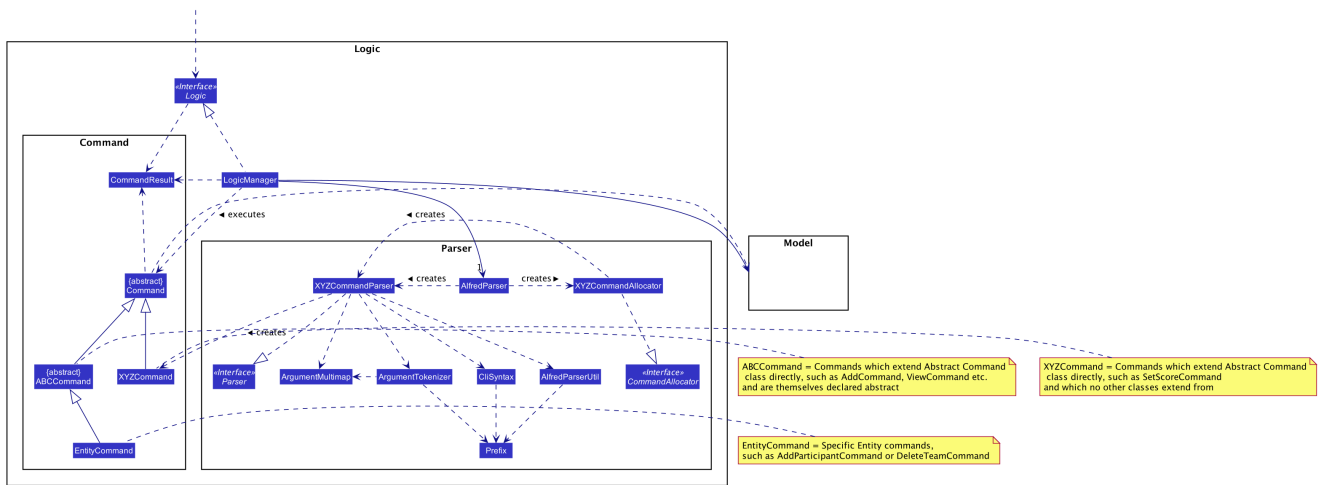 Logic
«Interface»
Logic
Command
CommandResult
LogicManager
◄ executes
◄ creates
Parser
Model
1
{abstract}
Command
XYZCommandParser
◄ creates
AlfredParser
creates ►
XYZCommandAllocator
◄ creates
{abstract}
ABCCommand
XYZCommand
«Interface»
Parser
ArgumentMultimap
ArgumentTokenizer
CliSyntax
AlfredParserUtil
«Interface»
CommandAllocator
ABCCommand = Commands which extend Abstract Command
class directly, such as AddCommand, ViewCommand etc.
and are themselves declared abstract
XYZCommand = Commands which extend Abstract Command
class directly, such as SetScoreCommand
and which no other classes extend from
EntityCommand
Prefix
EntityCommand = Specific Entity commands,
such as AddParticipantCommand or DeleteTeamCommand